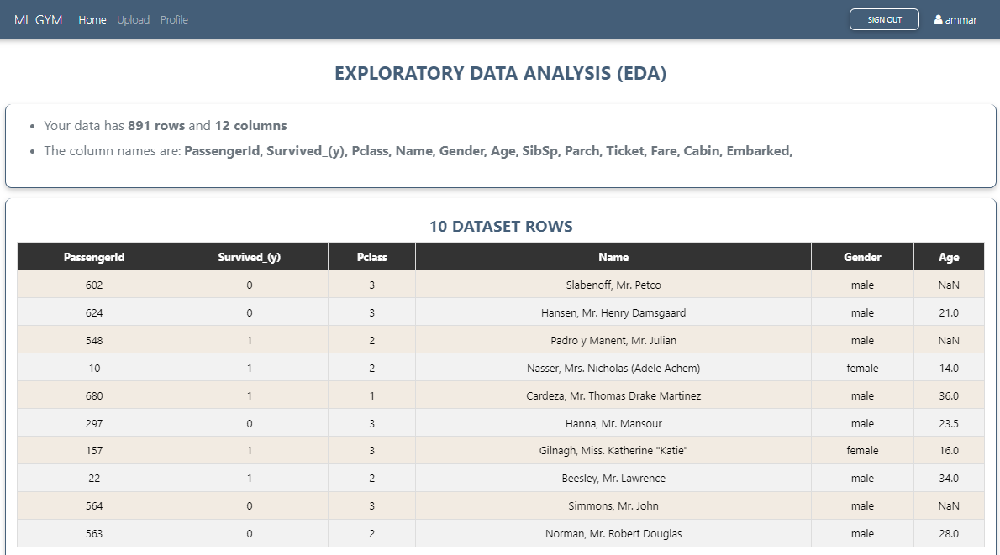 ML GYM Home Upload Profile SIGN OUT ammar
EXPLORATORY DATA ANALYSIS (EDA)
• Your data has 891 rows and 12 columns
• The column names are: PassengerId, Survived_(y), Pclass, Name, Gender, Age, SibSp, Parch, Ticket, Fare, Cabin, Embarked,
10 DATASET ROWS
PassengerId Survived_(y) Pclass Name Gender Age
602 0 3 Slabenoff, Mr. Petco male NaN
624 0 3 Hansen, Mr. Henry Damsgaard male 21.0
548 1 2 Padro y Manent, Mr. Julian male NaN
10 1 2 Nasser, Mrs. Nicholas (Adele Achem) female 14.0
680 1 1 Cardeza, Mr. Thomas Drake Martinez male 36.0
297 0 3 Hanna, Mr. Mansour male 23.5
157 1 3 Gilnagh, Miss. Katherine "Katie" female 16.0
22 1 2 Beesley, Mr. Lawrence male 34.0
564 0 3 Simmons, Mr. John male NaN
563 0 2 Norman, Mr. Robert Douglas male 28.0